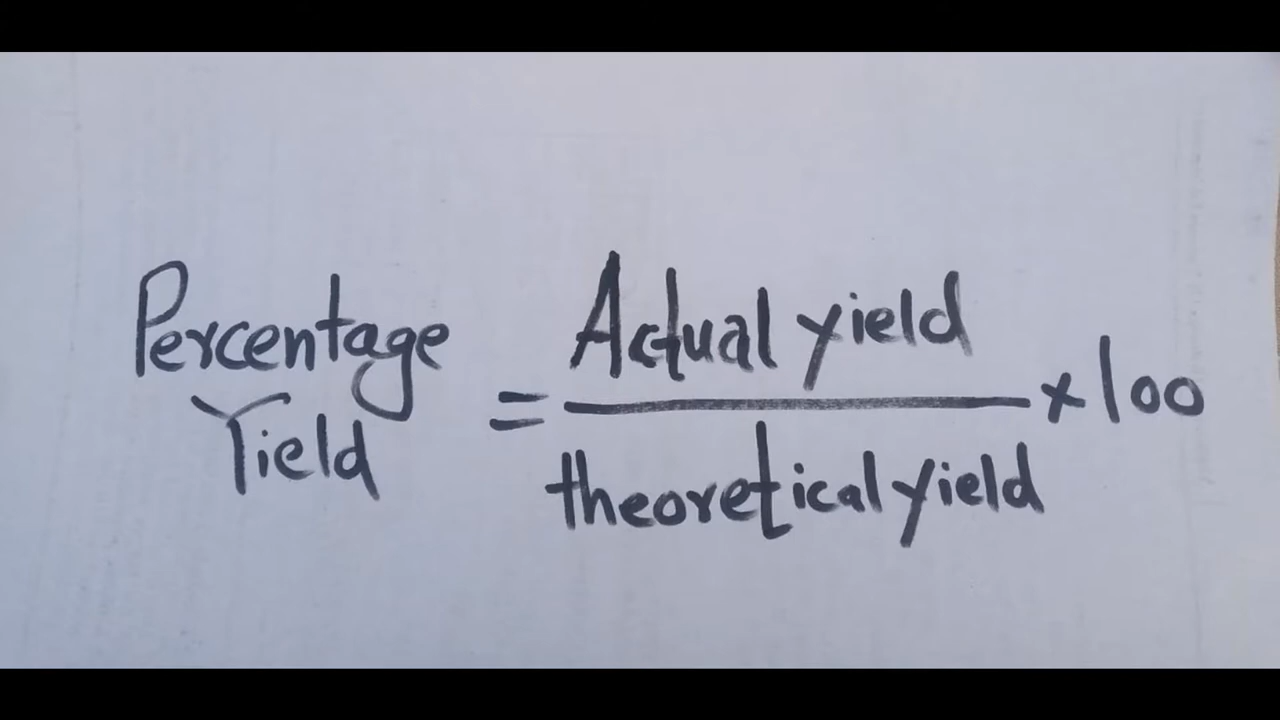 Percentage
Yield
= Actual yield
theoretical yield
× 100